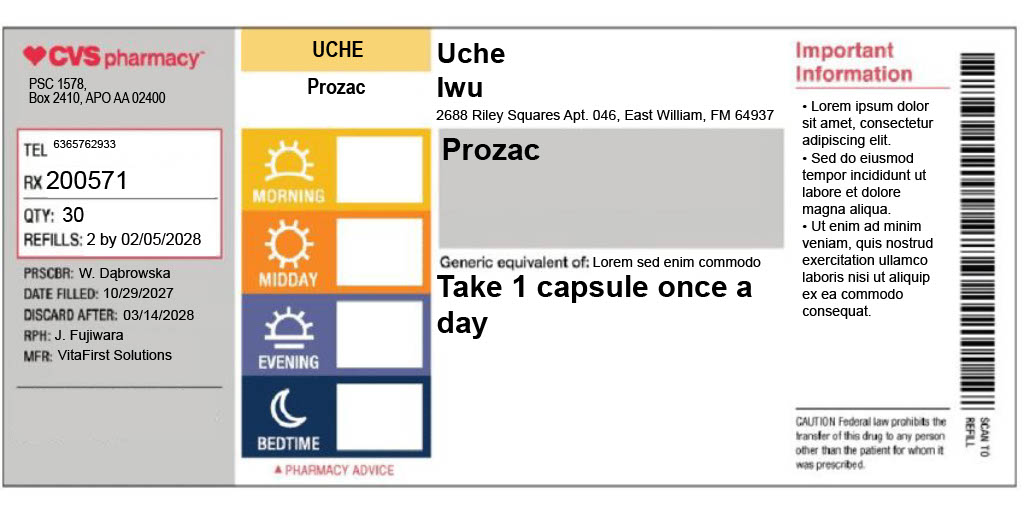 CVS pharmacy
PSC 1578,
Box 2410, APO AA 02400
TEL 6365762933
RX 200571
QTY: 30
REFILLS: 2 by 02/05/2028
PRSCBR: W. Dąbrowska
DATE FILLED: 10/29/2027
DISCARD AFTER: 03/14/2028
RPH: J. Fujiwara
MFR: VitaFirst Solutions
UCHE
Prozac
MORNING
MIDDAY
EVENING
BEDTIME
▲ PHARMACY ADVICE
Uche
Iwu
2688 Riley Squares Apt. 046, East William, FM 64937
Prozac
Generic equivalent of: Lorem sed enim commodo
Take 1 capsule once a
day
Important
Information
• Lorem ipsum dolor
sit amet, consectetur
adipiscing elit.
• Sed do eiusmod
tempor incididunt ut
labore et dolore
magna aliqua.
• Ut enim ad minim
veniam, quis nostrud
exercitation ullamco
laboris nisi ut aliquip
ex ea commodo
consequat.
CAUTION Federal law prohibits the
transfer of this drug to any person
other than the patient for whom it
was prescribed.
SCAN TO
REFILL